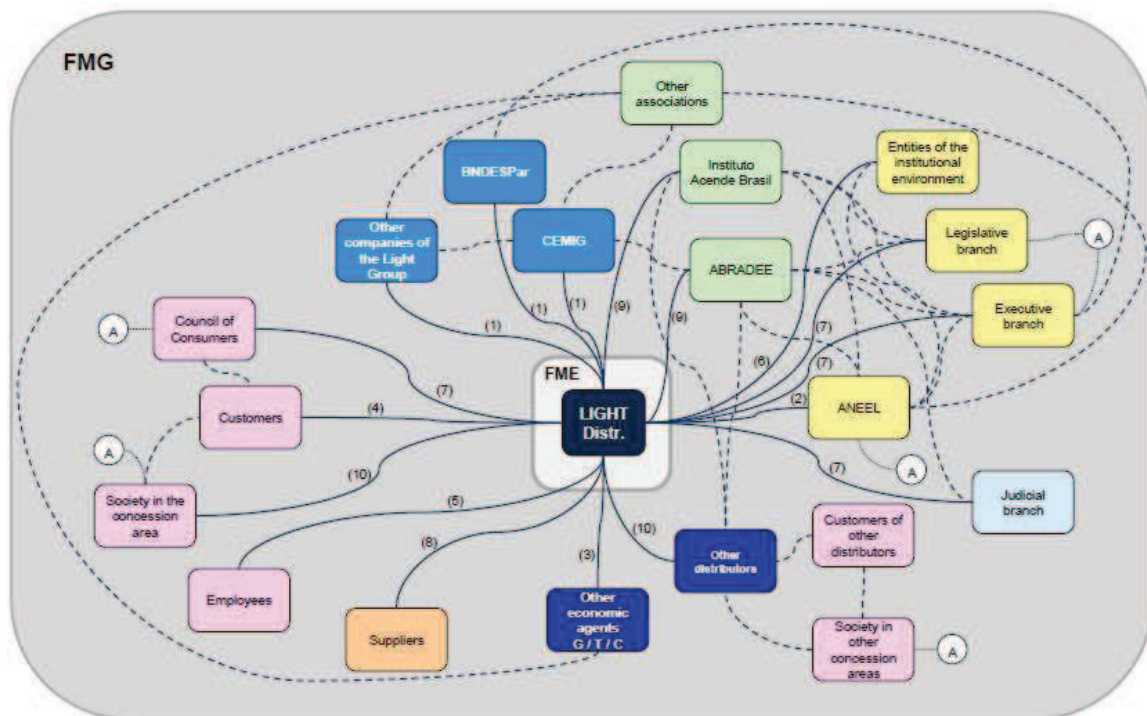 FMG
Other
associations
BNDESPar
Instituto
Acende Brasil
Entities of the
institutional
environment
Other
companies of
the Light
Group
CEMIG
ABRADEE
Legislative
branch
A
Executive
branch
A
Council of
Consumers
(1)
(1)
(1)
(9)
(9)
(7)
(7)
(6)
(2)
FME
LIGHT
Distr.
ANEEL
A
(7)
Customers
(4)
(7)
A
Society in the
concession
area
(10)
(5)
(8)
(3)
(10)
Judicial
branch
Customers of
other
distributors
Other
distributors
Employees
Suppliers
Other
economic
agents
G / T / C
Society in
other
concession
areas
A